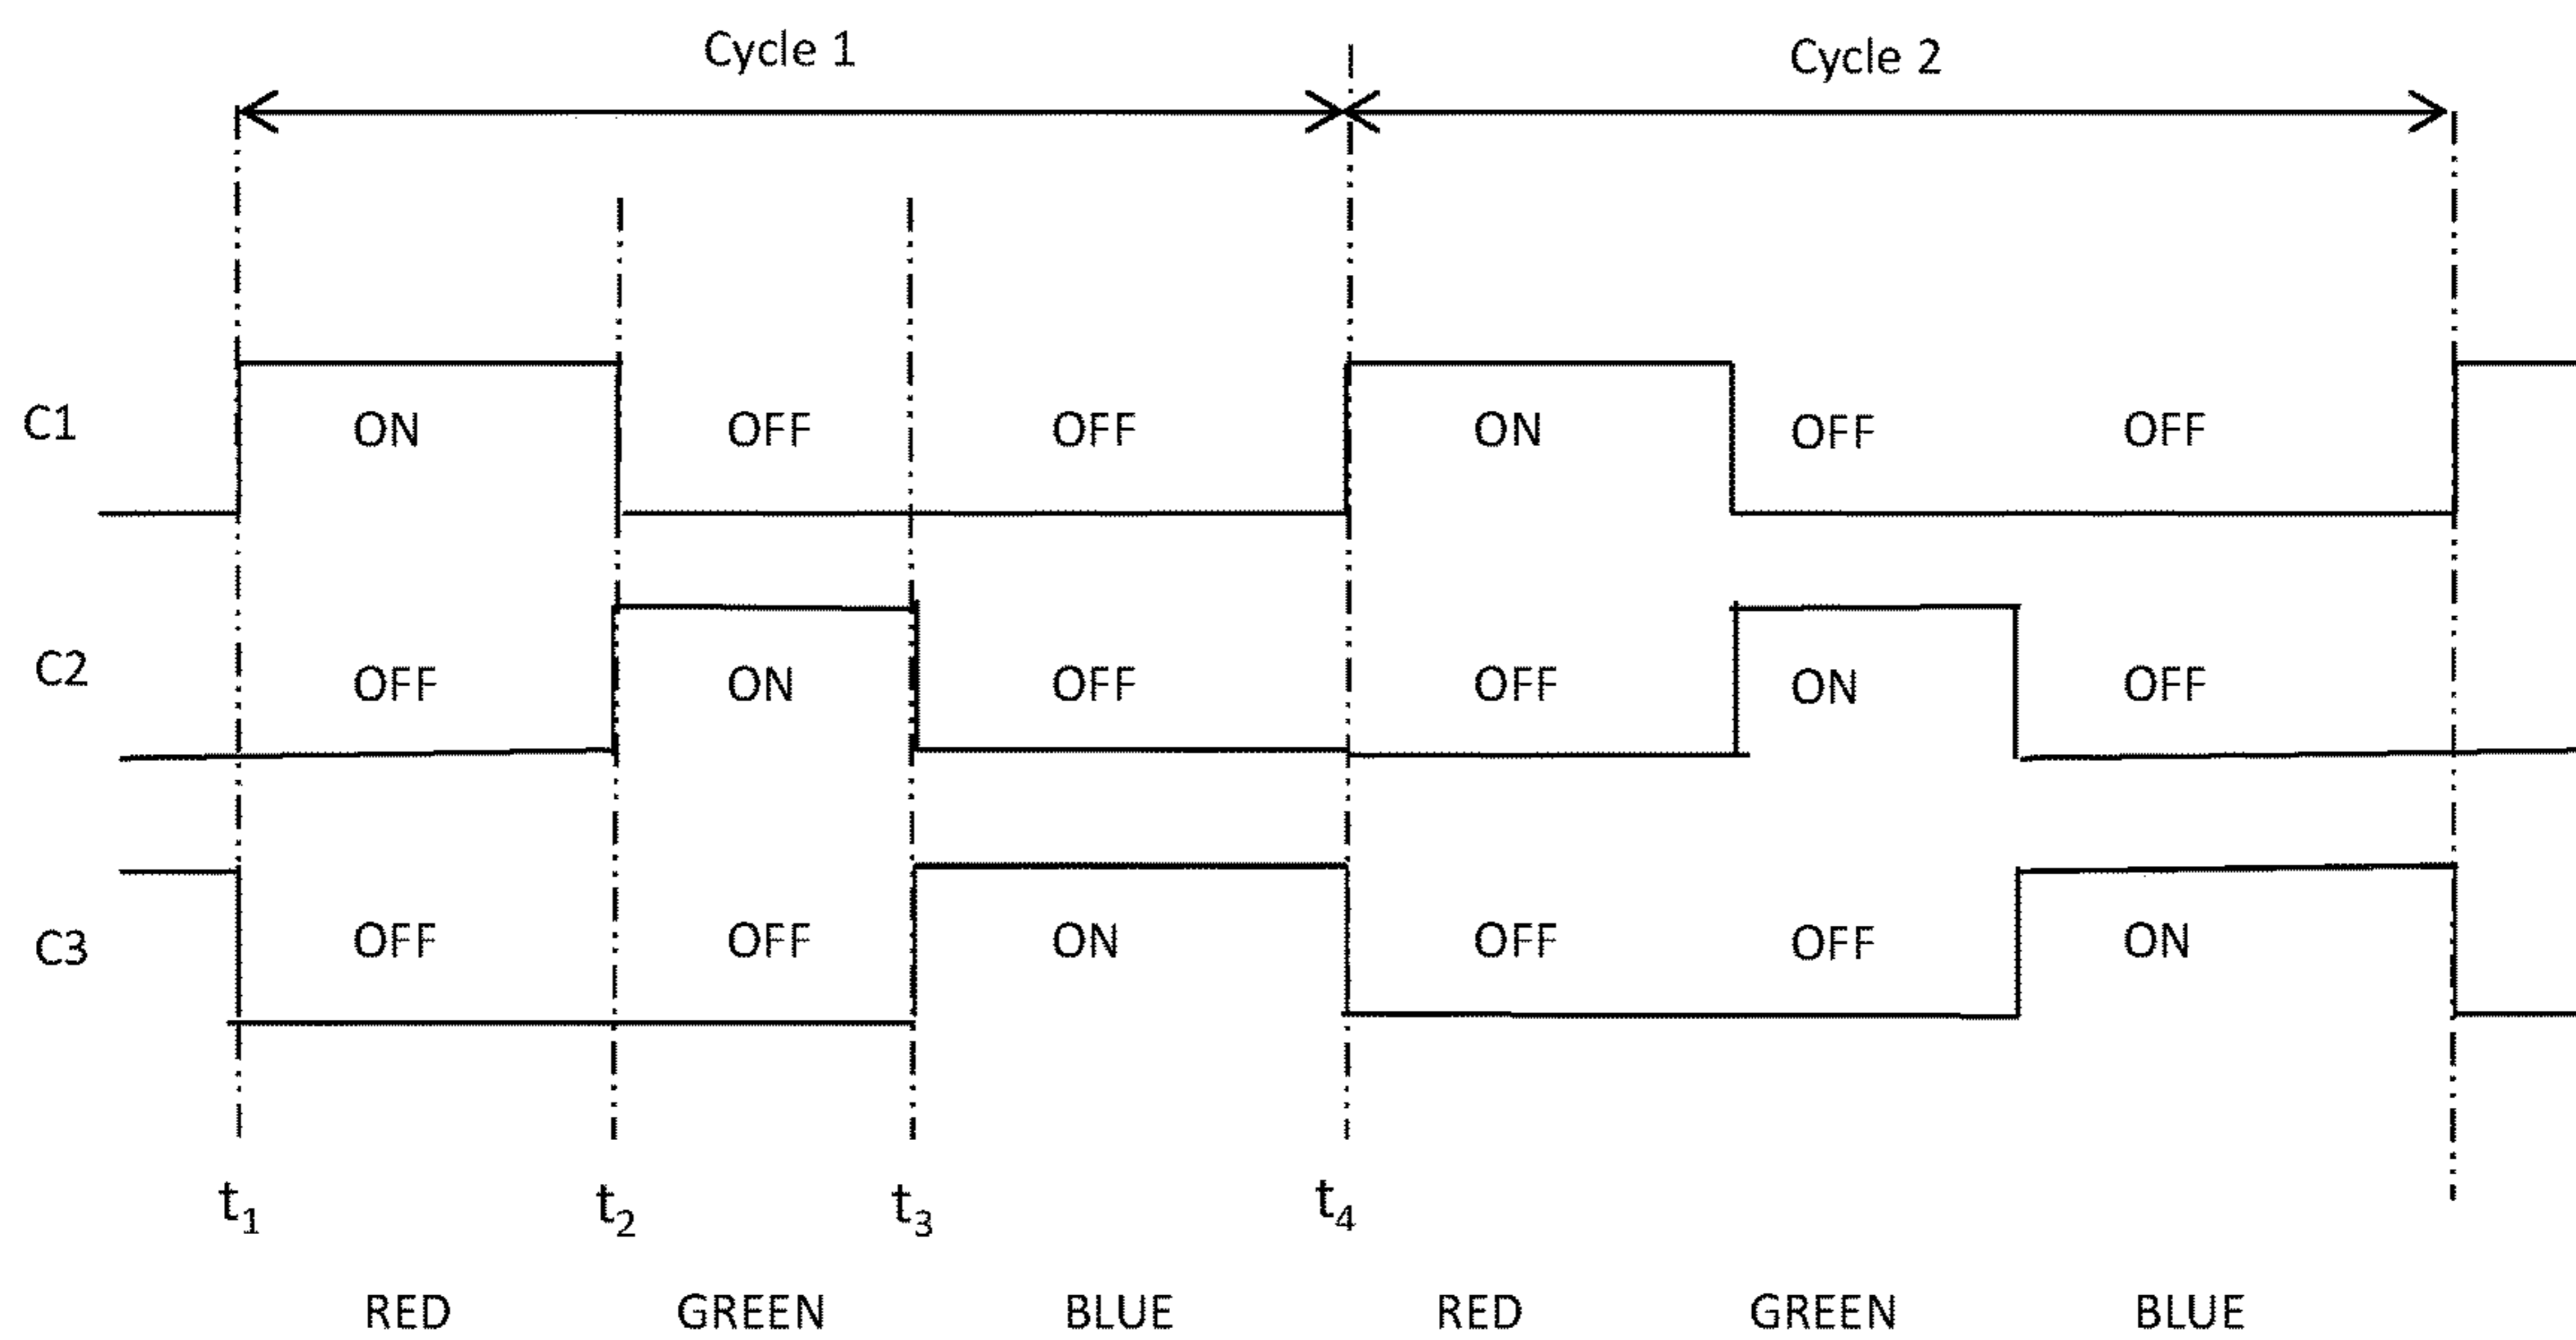 Cycle 1 Cycle 2
C1 ON OFF OFF ON OFF OFF
C2 OFF ON OFF OFF ON OFF
C3 OFF OFF ON OFF OFF ON
t₁ t₂ t₃ t₄
RED GREEN BLUE RED GREEN BLUE